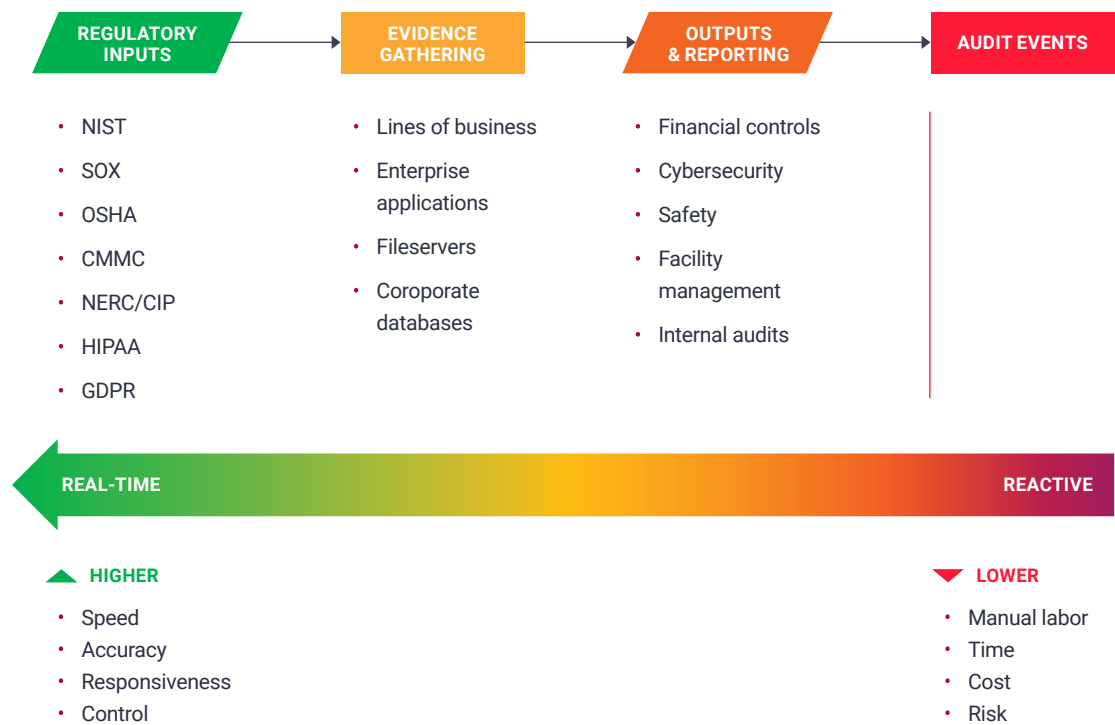 REGULATORY
INPUTS
EVIDENCE
GATHERING
OUTPUTS
& REPORTING
AUDIT EVENTS
NIST
SOX
OSHA
CMMC
NERC/CIP
HIPAA
GDPR
Lines of business
Enterprise
applications
Fileservers
Coroporate
databases
Financial controls
Cybersecurity
Safety
Facility
management
Internal audits
REAL-TIME
REACTIVE
HIGHER
Speed
Accuracy
Responsiveness
Control
LOWER
Manual labor
Time
Cost
Risk